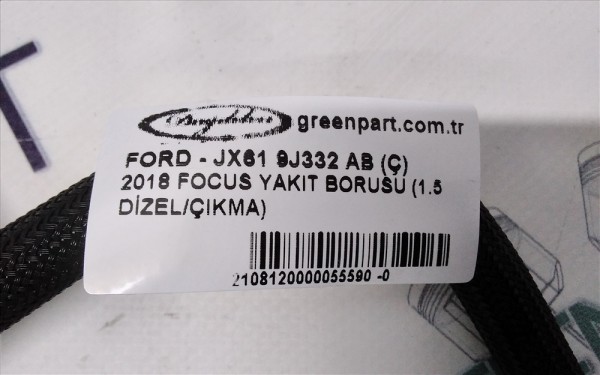 greenpart.com.tr
FORD - JX61 9J332 AB (Ç)
2018 FOCUS YAKIT BORUSU (1.5
DİZEL/ÇIKMA)
2108120000055590 -0